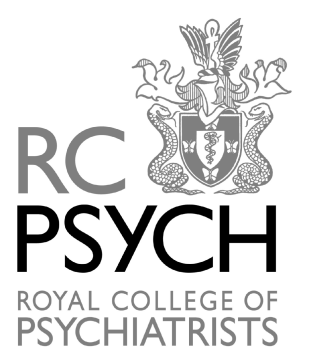 RC
PSYCH
ROYAL COLLEGE OF
PSYCHIATRISTS